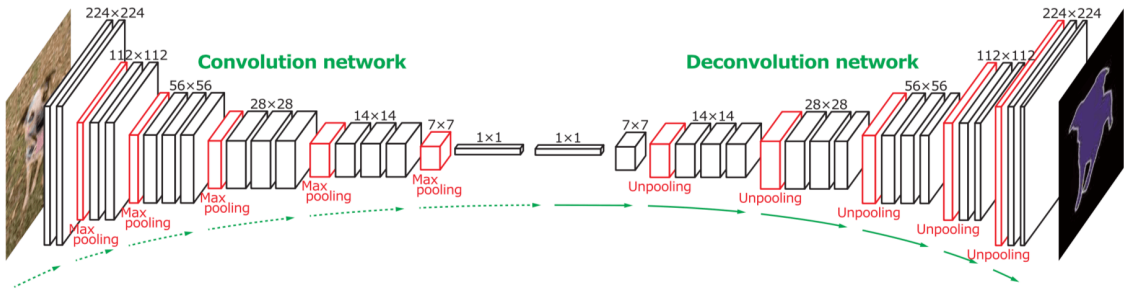 Convolution network
Deconvolution network
224×224
112×112
56×56
28×28
14×14
7×7
1×1
1×1
7×7
14×14
28×28
56×56
112×112
224×224
Max
pooling
Max
pooling
Max
pooling
Max
pooling
Max
pooling
Unpooling
Unpooling
Unpooling
Unpooling
Unpooling